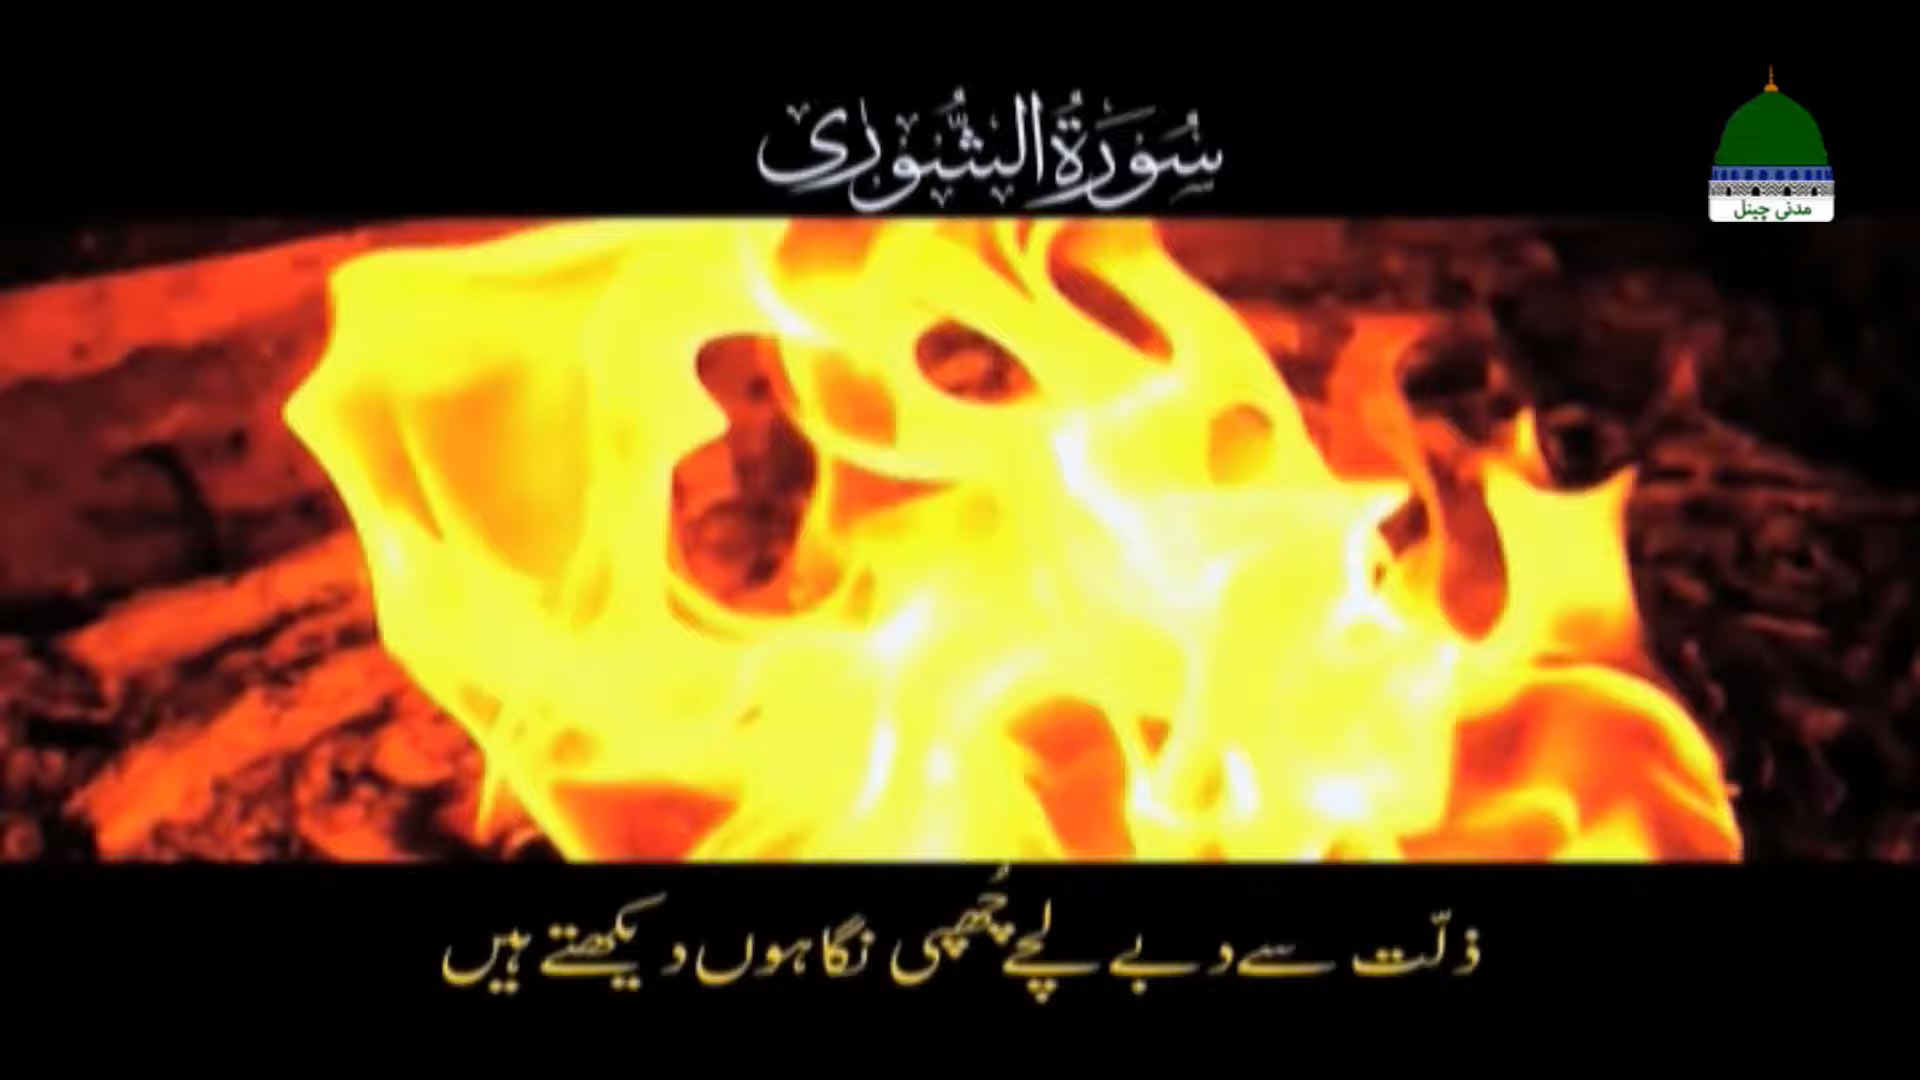 سُوۡرَۃُ الشُّوۡرٰی
مدنی چینل
ذلّت سے دبے لچے چُھپی نگاہوں دیکھتے ہیں